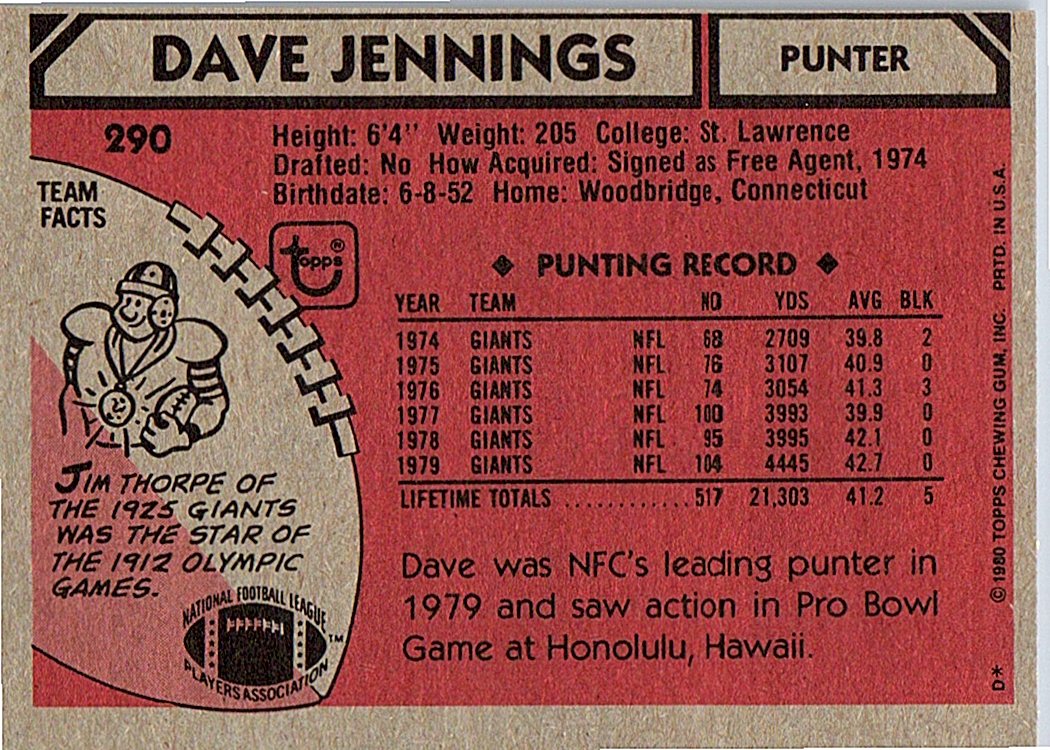 DAVE JENNINGS
PUNTER
290
Height: 6'4" Weight: 205 College: St. Lawrence
Drafted: No How Acquired: Signed as Free Agent, 1974
Birthdate: 6-8-52 Home: Woodbridge, Connecticut
TEAM
FACTS
topps®
◆ PUNTING RECORD ◆
YEAR TEAM NO YDS AVG BLK
1974 GIANTS NFL 68 2709 39.8 2
1975 GIANTS NFL 76 3107 40.9 0
1976 GIANTS NFL 74 3054 41.3 3
1977 GIANTS NFL 100 3993 39.9 0
1978 GIANTS NFL 95 3995 42.1 0
1979 GIANTS NFL 104 4445 42.7 0
LIFETIME TOTALS ............ 517 21,303 41.2 5
JIM THORPE OF
THE 1925 GIANTS
WAS THE STAR OF
THE 1912 OLYMPIC
GAMES.
NATIONAL FOOTBALL LEAGUE
PLAYERS ASSOCIATION
™
Dave was NFC's leading punter in
1979 and saw action in Pro Bowl
Game at Honolulu, Hawaii.
D* © 1980 TOPPS CHEWING GUM, INC. PRTD. IN U.S.A.